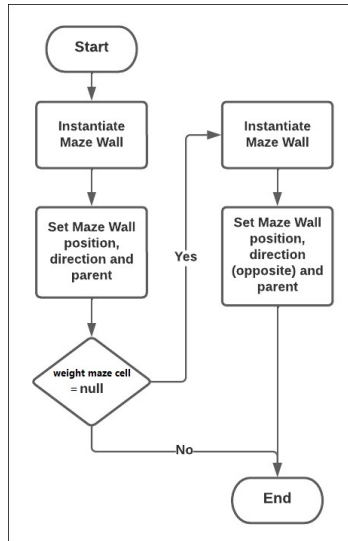 Start
Instantiate
Maze Wall
Set Maze Wall
position,
direction and
parent
weight maze cell
= null
Yes
Instantiate
Maze Wall
Set Maze Wall
position,
direction
(opposite) and
parent
No
End